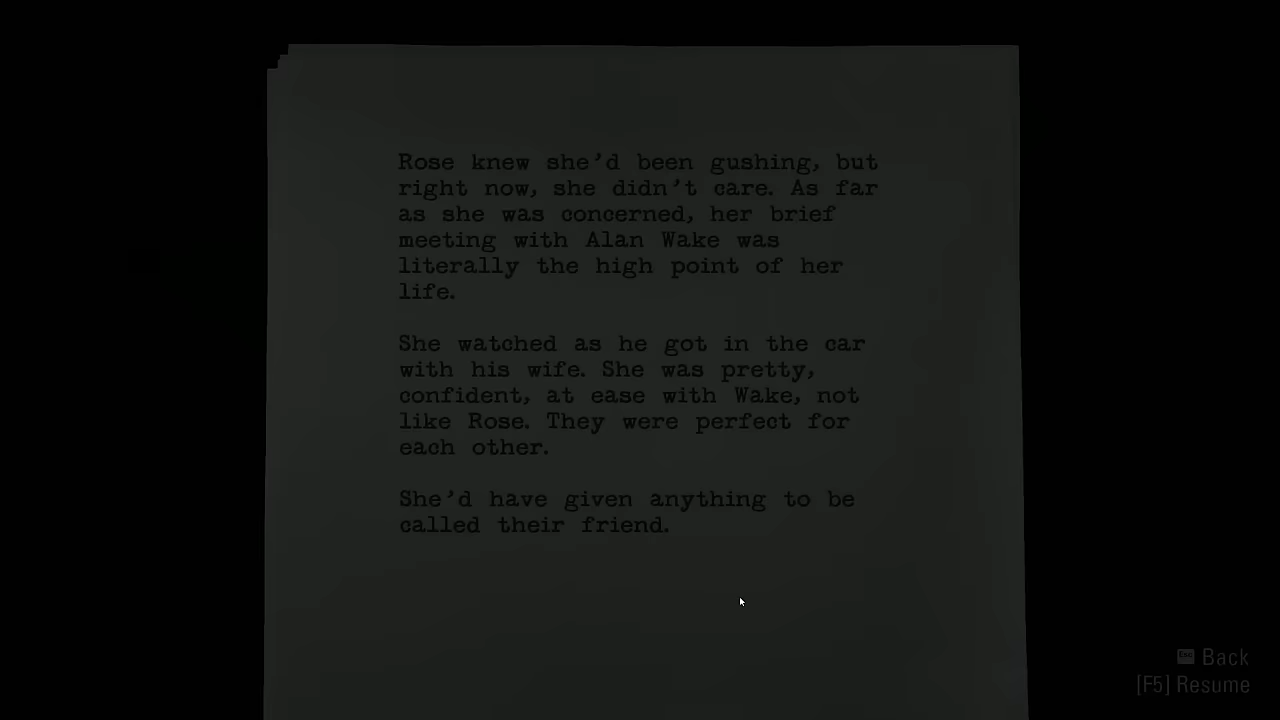 Rose knew she'd been gushing, but
right now, she didn't care. As far
as she was concerned, her brief
meeting with Alan Wake was
literally the high point of her
life.
She watched as he got in the car
with his wife. She was pretty,
confident, at ease with Wake, not
like Rose. They were perfect for
each other.
She'd have given anything to be
called their friend.
Esc Back
[F5] Resume